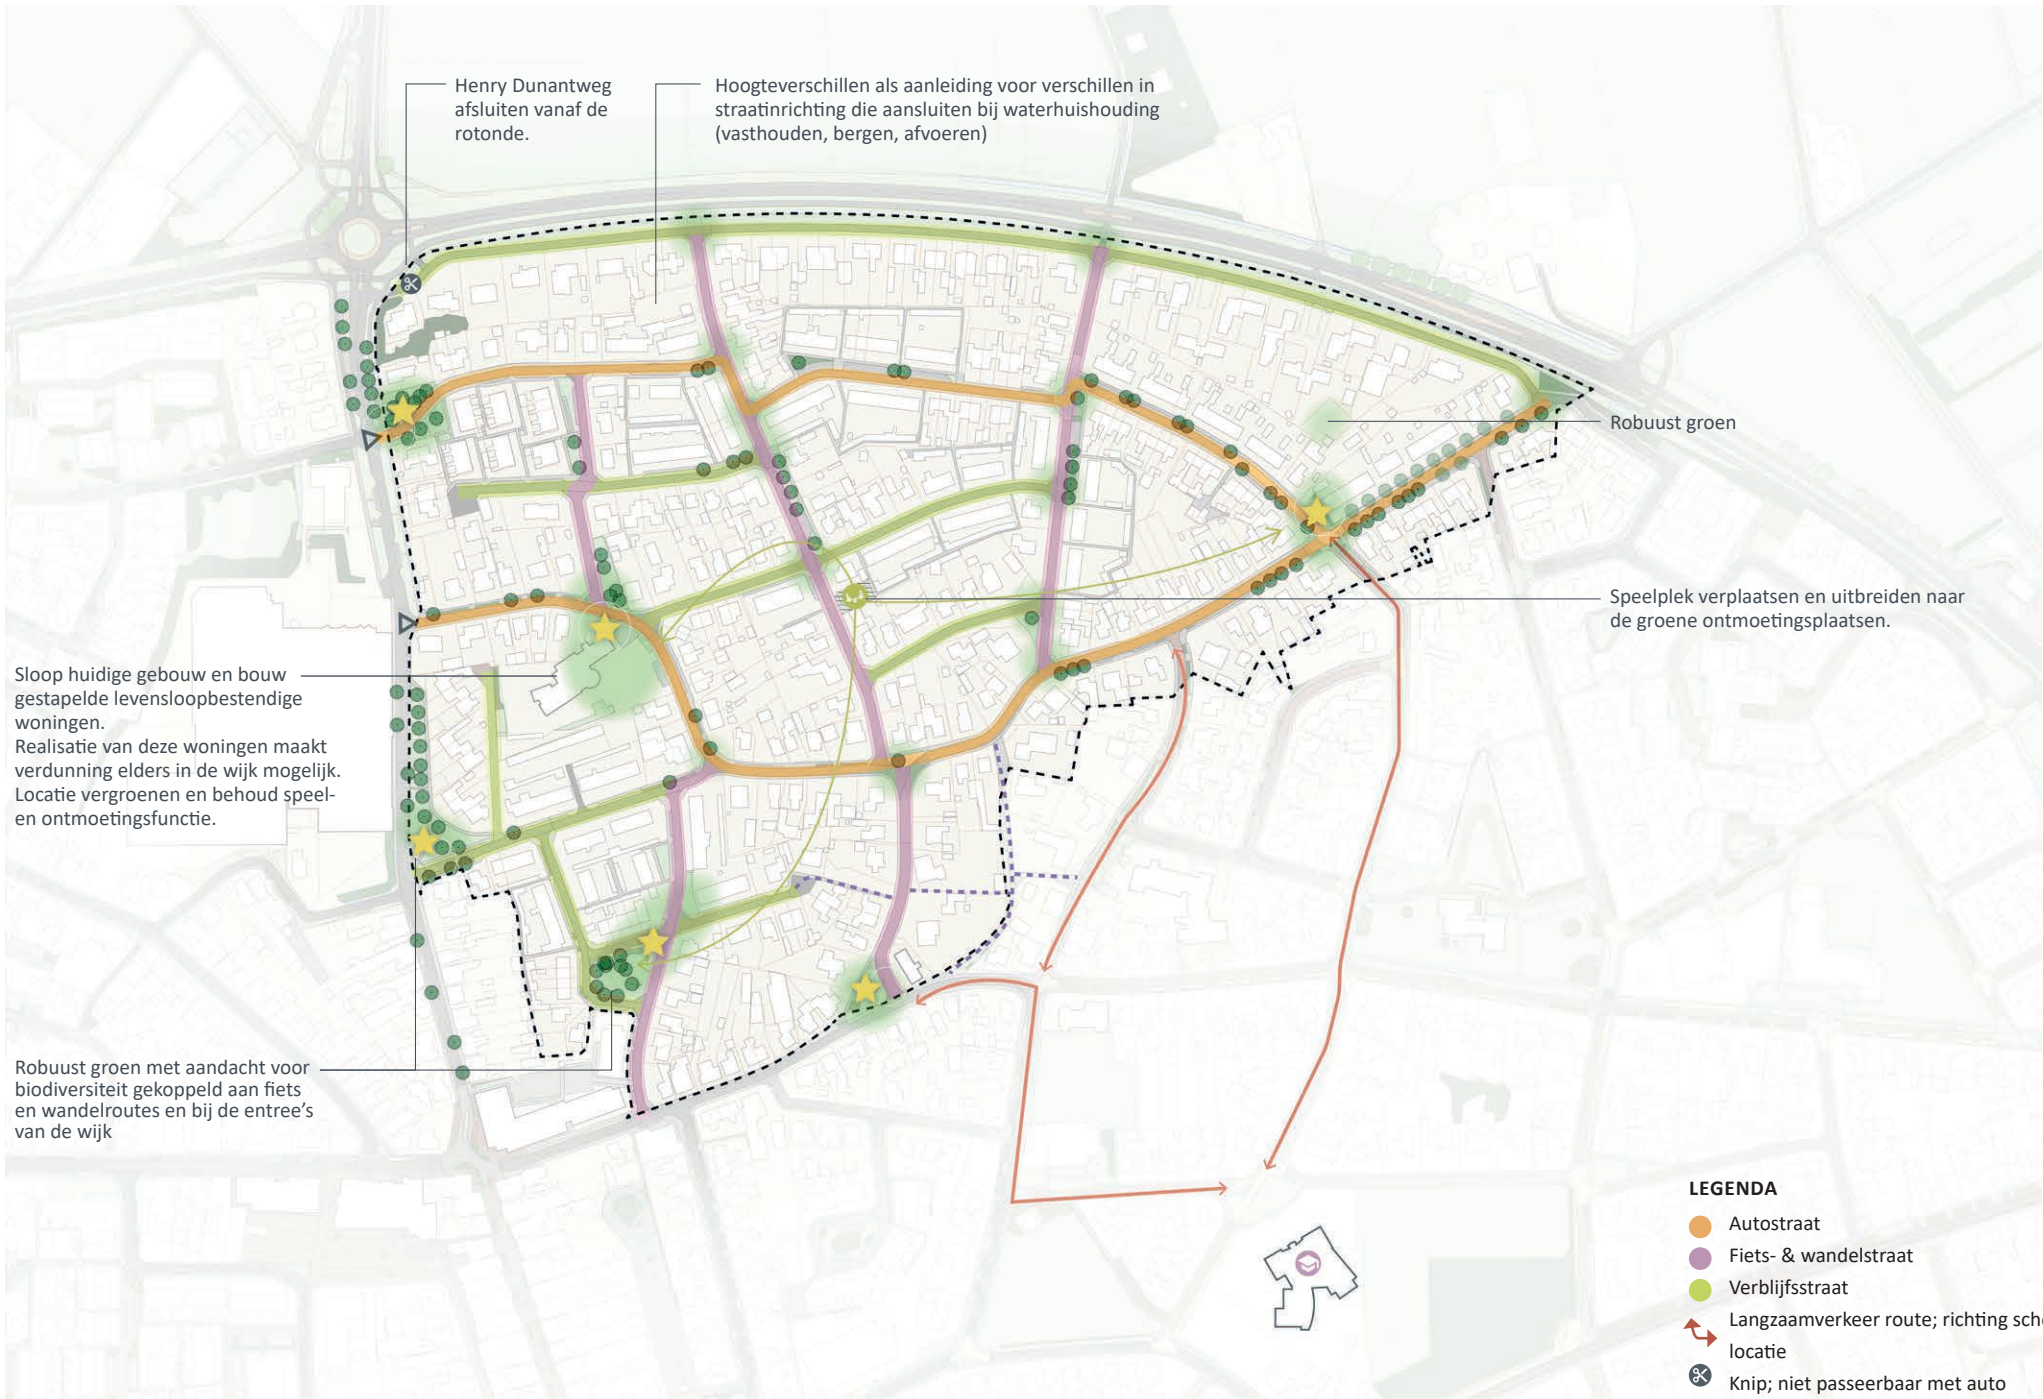 Henry Dunantweg
afsluiten vanaf de
rotonde.
Hoogteverschillen als aanleiding voor verschillen in
straatinrichting die aansluiten bij waterhuishouding
(vasthouden, bergen, afvoeren)
Robuust groen
Speelplek verplaatsen en uitbreiden naar
de groene ontmoetingsplaatsen.
Sloop huidige gebouw en bouw
gestapelde levensloopbestendige
woningen.
Realisatie van deze woningen maakt
verdunning elders in de wijk mogelijk.
Locatie vergroenen en behoud speel-
en ontmoetingsfunctie.
Robuust groen met aandacht voor
biodiversiteit gekoppeld aan fiets
en wandelroutes en bij de entree's
van de wijk
LEGENDA
Autostraat
Fiets- & wandelstraat
Verblijfsstraat
Langzaamverkeer route; richting
locatie
Knip; niet passeerbaar met auto